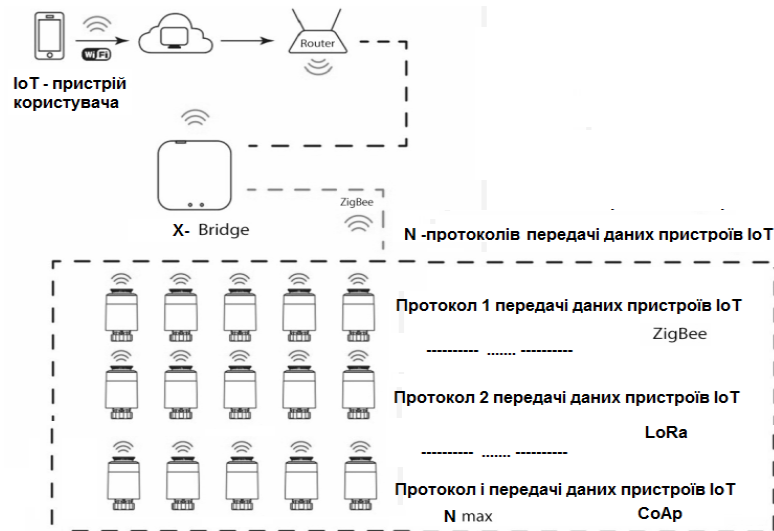 Wi Fi
Router
IoT - пристрій
користувача
X- Bridge
ZigBee
N -протоколів передачі даних пристроїв IoT
Протокол 1 передачі даних пристроїв IoT
ZigBee
---------- ....... ----------
Протокол 2 передачі даних пристроїв IoT
LoRa
---------- ....... ----------
Протокол і передачі даних пристроїв IoT
N max
CoAp